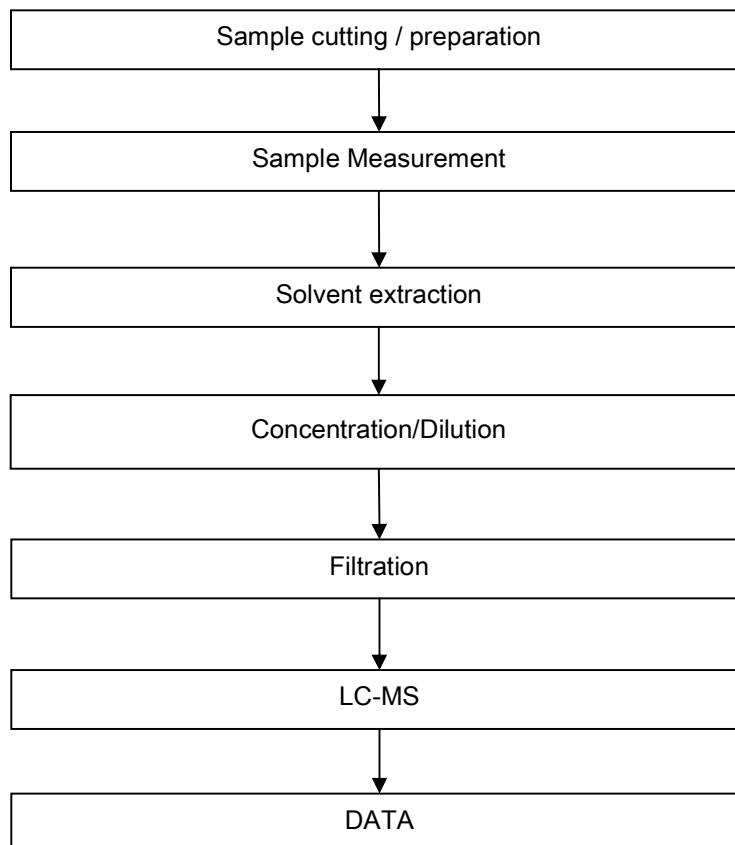 Sample cutting / preparation
Sample Measurement
Solvent extraction
Concentration/Dilution
Filtration
LC-MS
DATA